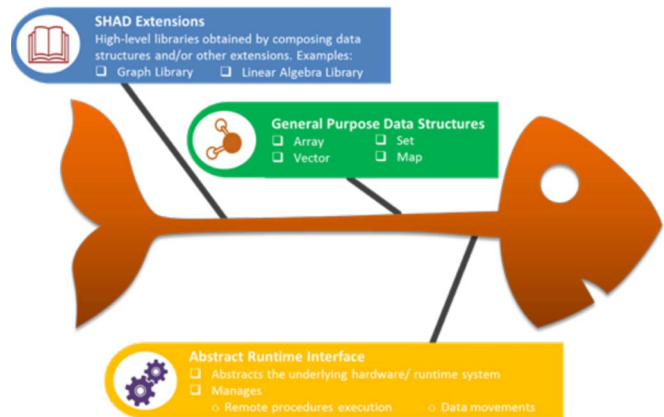 SHAD Extensions
High-level libraries obtained by composing data
structures and/or other extensions. Examples:
❑ Graph Library ❑ Linear Algebra Library
General Purpose Data Structures
❑ Array ❑ Set
❑ Vector ❑ Map
Abstract Runtime Interface
❑ Abstracts the underlying hardware/ runtime system
❑ Manages
○ Remote procedures execution ○ Data movements